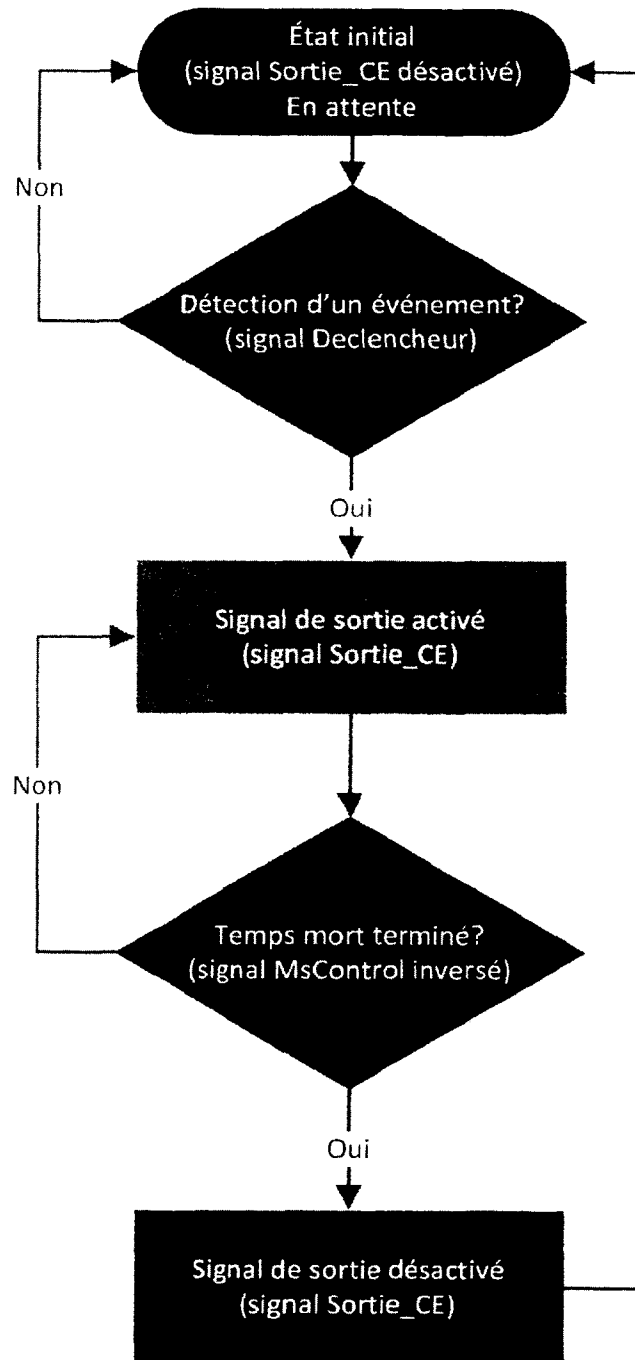 État initial
(signal Sortie_CE désactivé)
En attente
Non
Détection d'un événement?
(signal Declencheur)
Oui
Signal de sortie activé
(signal Sortie_CE)
Non
Temps mort terminé?
(signal MsControl inversé)
Oui
Signal de sortie désactivé
(signal Sortie_CE)